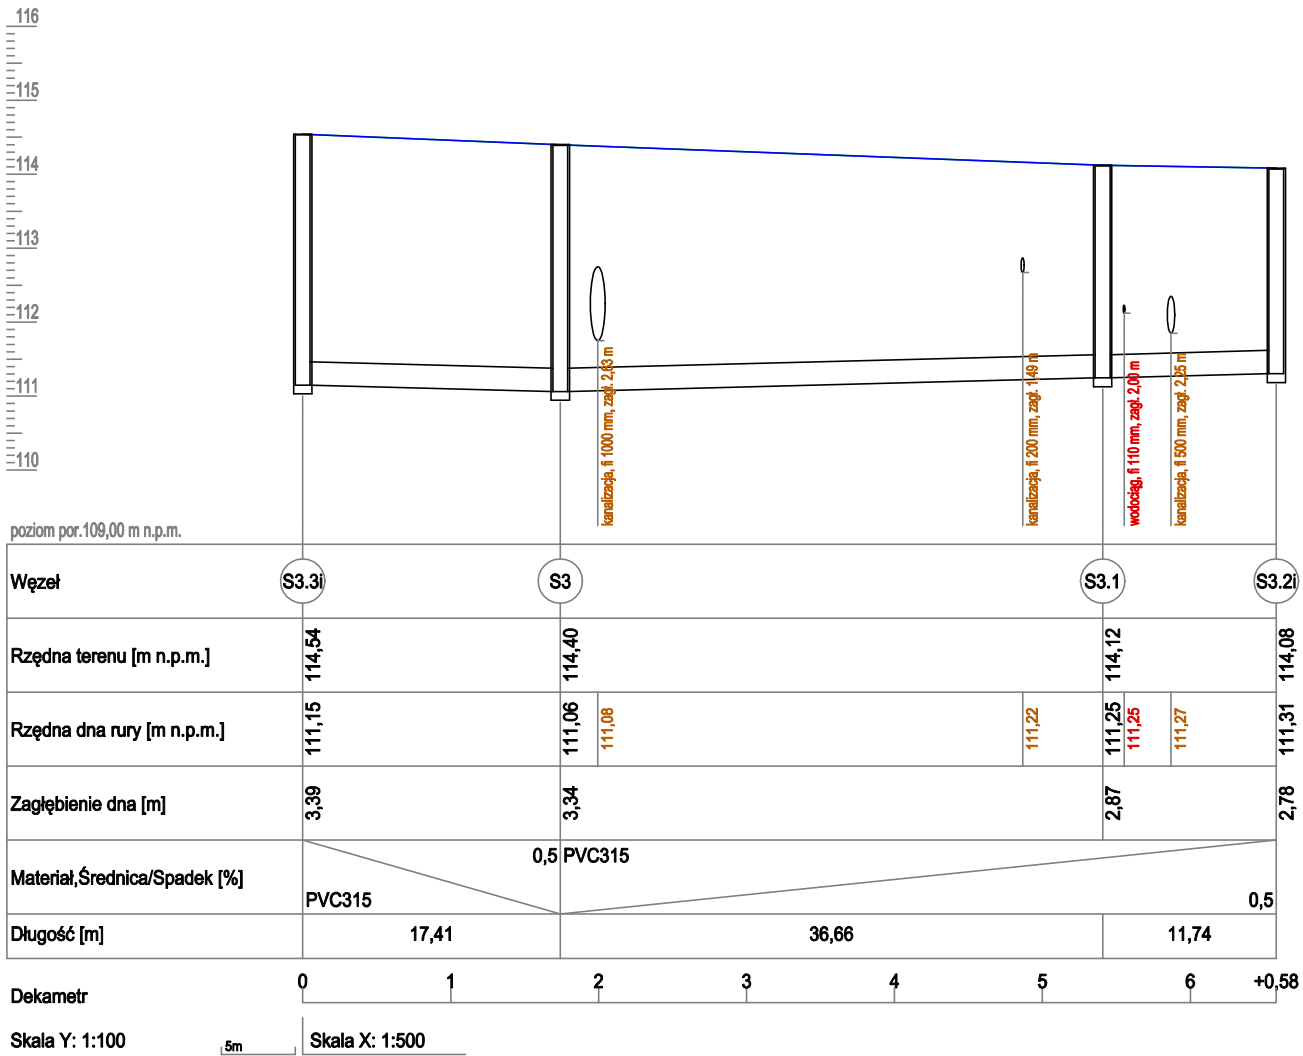 116
115
114
113
112
111
110
kanalizacja, fi 1000 mm, zagł. 2,63 m
kanalizacja, fi 200 mm, zagł. 1,49 m
wodociąg, fi 110 mm, zagł. 2,00 m
kanalizacja, fi 500 mm, zagł. 2,25 m
poziom por.109,00 m n.p.m.
Węzeł S3.3i S3 S3.1 S3.2i
Rzędna terenu [m n.p.m.] 114,54 114,40 114,12 114,08
Rzędna dna rury [m n.p.m.] 111,15 111,06 111,08 111,22 111,25 111,25 111,27 111,31
Zagłębienie dna [m] 3,39 3,34 2,87 2,78
0,5 PVC315
Materiał,Średnica/Spadek [%]
PVC315 0,5
Długość [m] 17,41 36,66 11,74
0 1 2 3 4 5 6 +0,58
Dekametr
Skala Y: 1:100 5m Skala X: 1:500